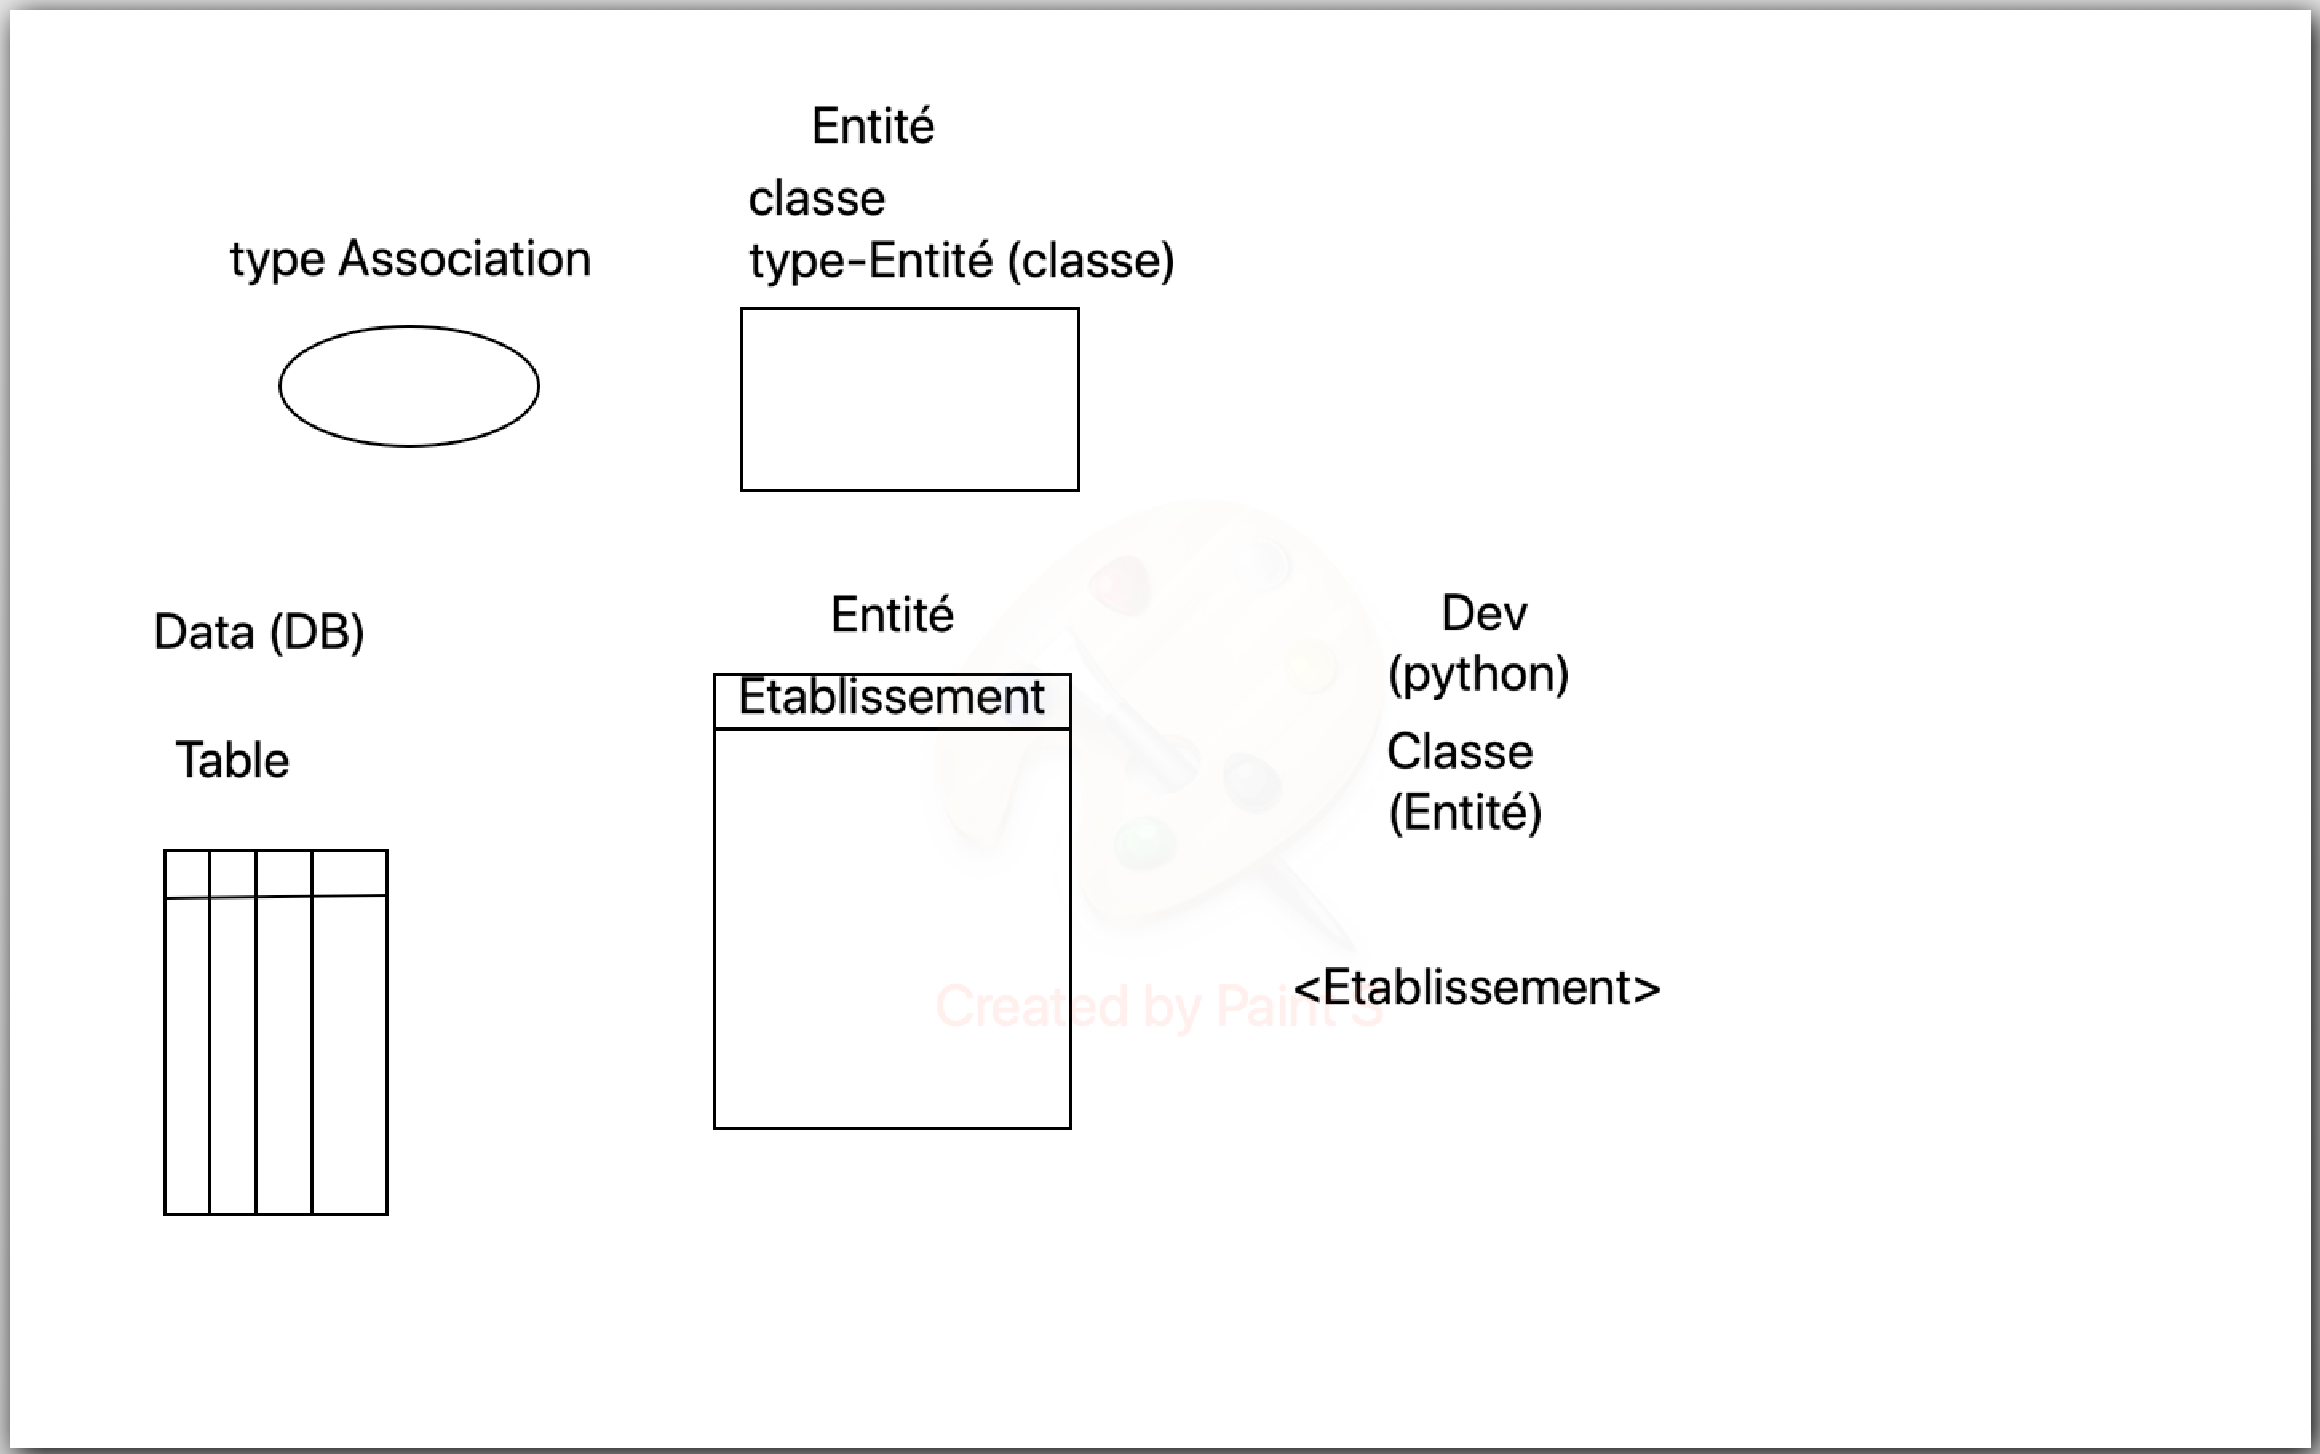 Entité
classe
type Association
type-Entité (classe)
Data (DB)
Entité
Dev
(python)
Etablissement
Table
Classe
(Entité)
<Etablissement>
Created by Paint S